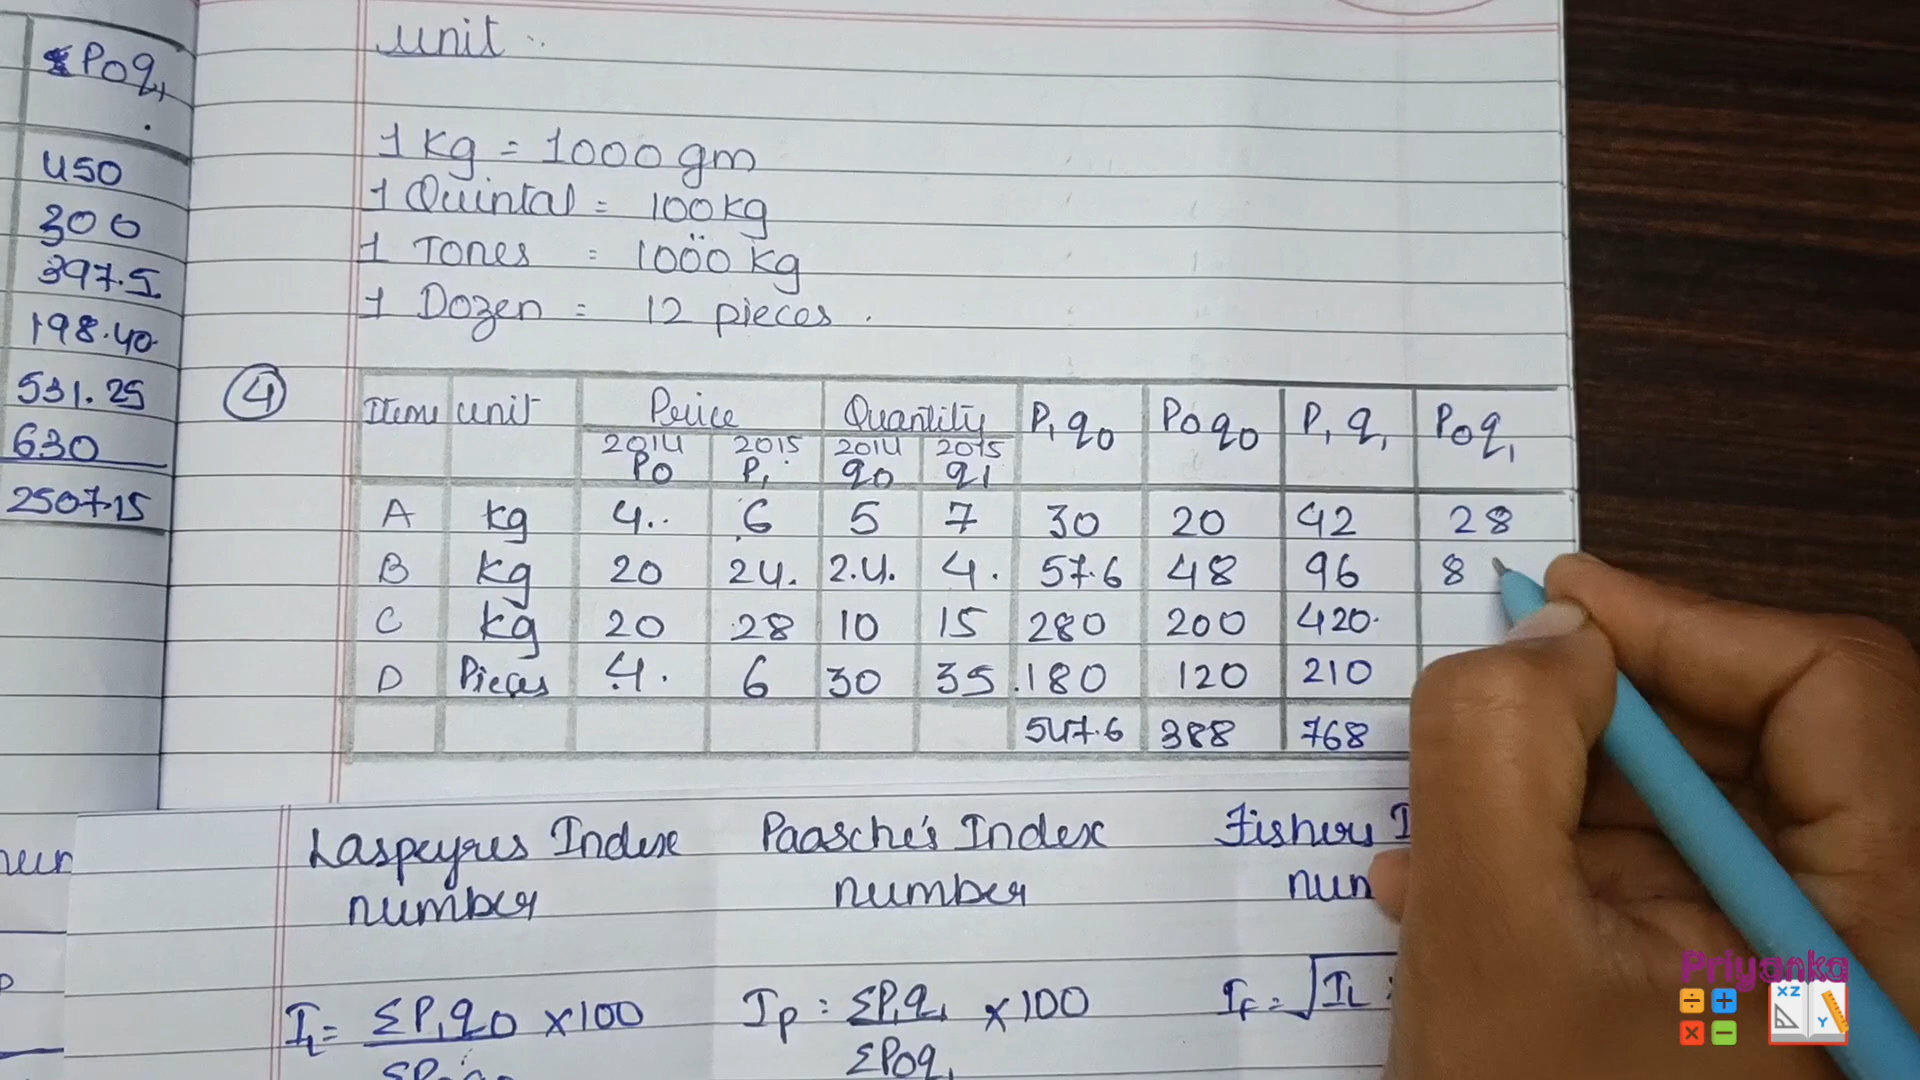 P0q1
450
300
397.5
198.40
531.25
630
2507.15
unit
1 Kg = 1000 gm
1 Quintal = 100 kg
1 Tones = 1000 kg
1 Dozen = 12 pieces.
④ Item unit Price Quantity P1q0 P0q0 P1q1 P0q1
2014 2015 2014 2015
P0 P1 q0 q1
A kg 4 6 5 7 30 20 42 28
B kg 20 24 2.4 4 57.6 48 96 8
C kg 20 28 10 15 280 200 420
D Pieces 4 6 30 35 180 120 210
547.6 388 768
Laspeyres Index Paasche's Index Fishers I
number number num
IL = ΣP1q0 ×100 Ip = ΣP1q1 ×100 IF = √IL
ΣP0q1
Priyanka
XZ
Y